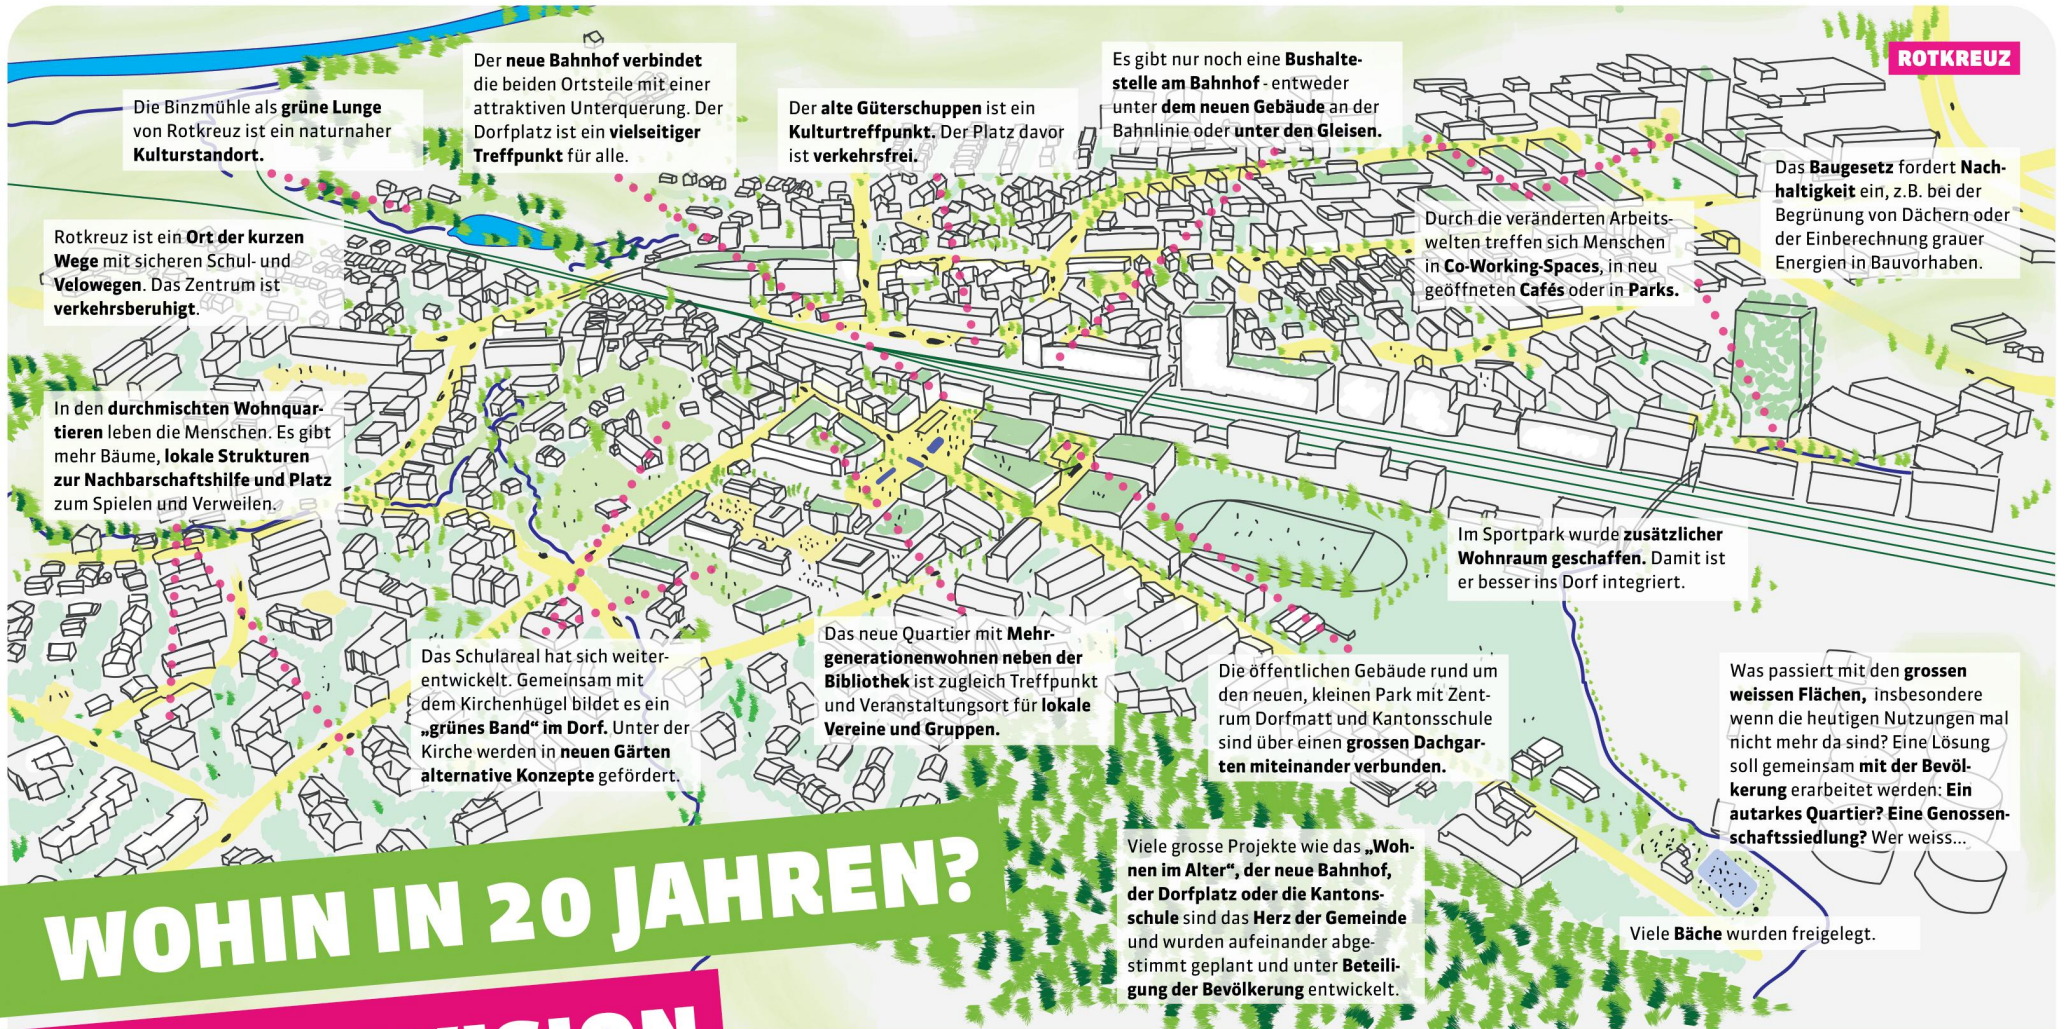 ROTKREUZ
Die Binzmühle als grüne Lunge
von Rotkreuz ist ein naturnaher
Kulturstandort.
Der neue Bahnhof verbindet
die beiden Ortsteile mit einer
attraktiven Unterquerung. Der
Dorfplatz ist ein vielseitiger
Treffpunkt für alle.
Der alte Güterschuppen ist ein
Kulturtreffpunkt. Der Platz davor
ist verkehrsfrei.
Es gibt nur noch eine Bushalte-
stelle am Bahnhof - entweder
unter dem neuen Gebäude an der
Bahnlinie oder unter den Gleisen.
Das Baugesetz fordert Nach-
haltigkeit ein, z.B. bei der
Begrünung von Dächern oder
der Einberechnung grauer
Energien in Bauvorhaben.
Rotkreuz ist ein Ort der kurzen
Wege mit sicheren Schul- und
Velowegen. Das Zentrum ist
verkehrsberuhigt.
Durch die veränderten Arbeits-
welten treffen sich Menschen
in Co-Working-Spaces, in neu
geöffneten Cafés oder in Parks.
In den durchmischten Wohnquar-
tieren leben die Menschen. Es gibt
mehr Bäume, lokale Strukturen
zur Nachbarschaftshilfe und Platz
zum Spielen und Verweilen.
Im Sportpark wurde zusätzlicher
Wohnraum geschaffen. Damit ist
er besser ins Dorf integriert.
Das Schulareal hat sich weiter-
entwickelt. Gemeinsam mit
dem Kirchenhügel bildet es ein
„grünes Band“ im Dorf. Unter der
Kirche werden in neuen Gärten
alternative Konzepte gefördert.
Das neue Quartier mit Mehr-
generationenwohnen neben der
Bibliothek ist zugleich Treffpunkt
und Veranstaltungsort für lokale
Vereine und Gruppen.
Die öffentlichen Gebäude rund um
den neuen, kleinen Park mit Zent-
rum Dorfmatt und Kantonsschule
sind über einen grossen Dachgar-
ten miteinander verbunden.
Was passiert mit den grossen
weissen Flächen, insbesondere
wenn die heutigen Nutzungen mal
nicht mehr da sind? Eine Lösung
soll gemeinsam mit der Bevöl-
kerung erarbeitet werden: Ein
autarkes Quartier? Eine Genossen-
schaftssiedlung? Wer weiss...
Viele grosse Projekte wie das „Woh-
nen im Alter“, der neue Bahnhof,
der Dorfplatz oder die Kantons-
schule sind das Herz der Gemeinde
und wurden aufeinander abge-
stimmt geplant und unter Beteili-
gung der Bevölkerung entwickelt.
Viele Bäche wurden freigelegt.
WOHIN IN 20 JAHREN?